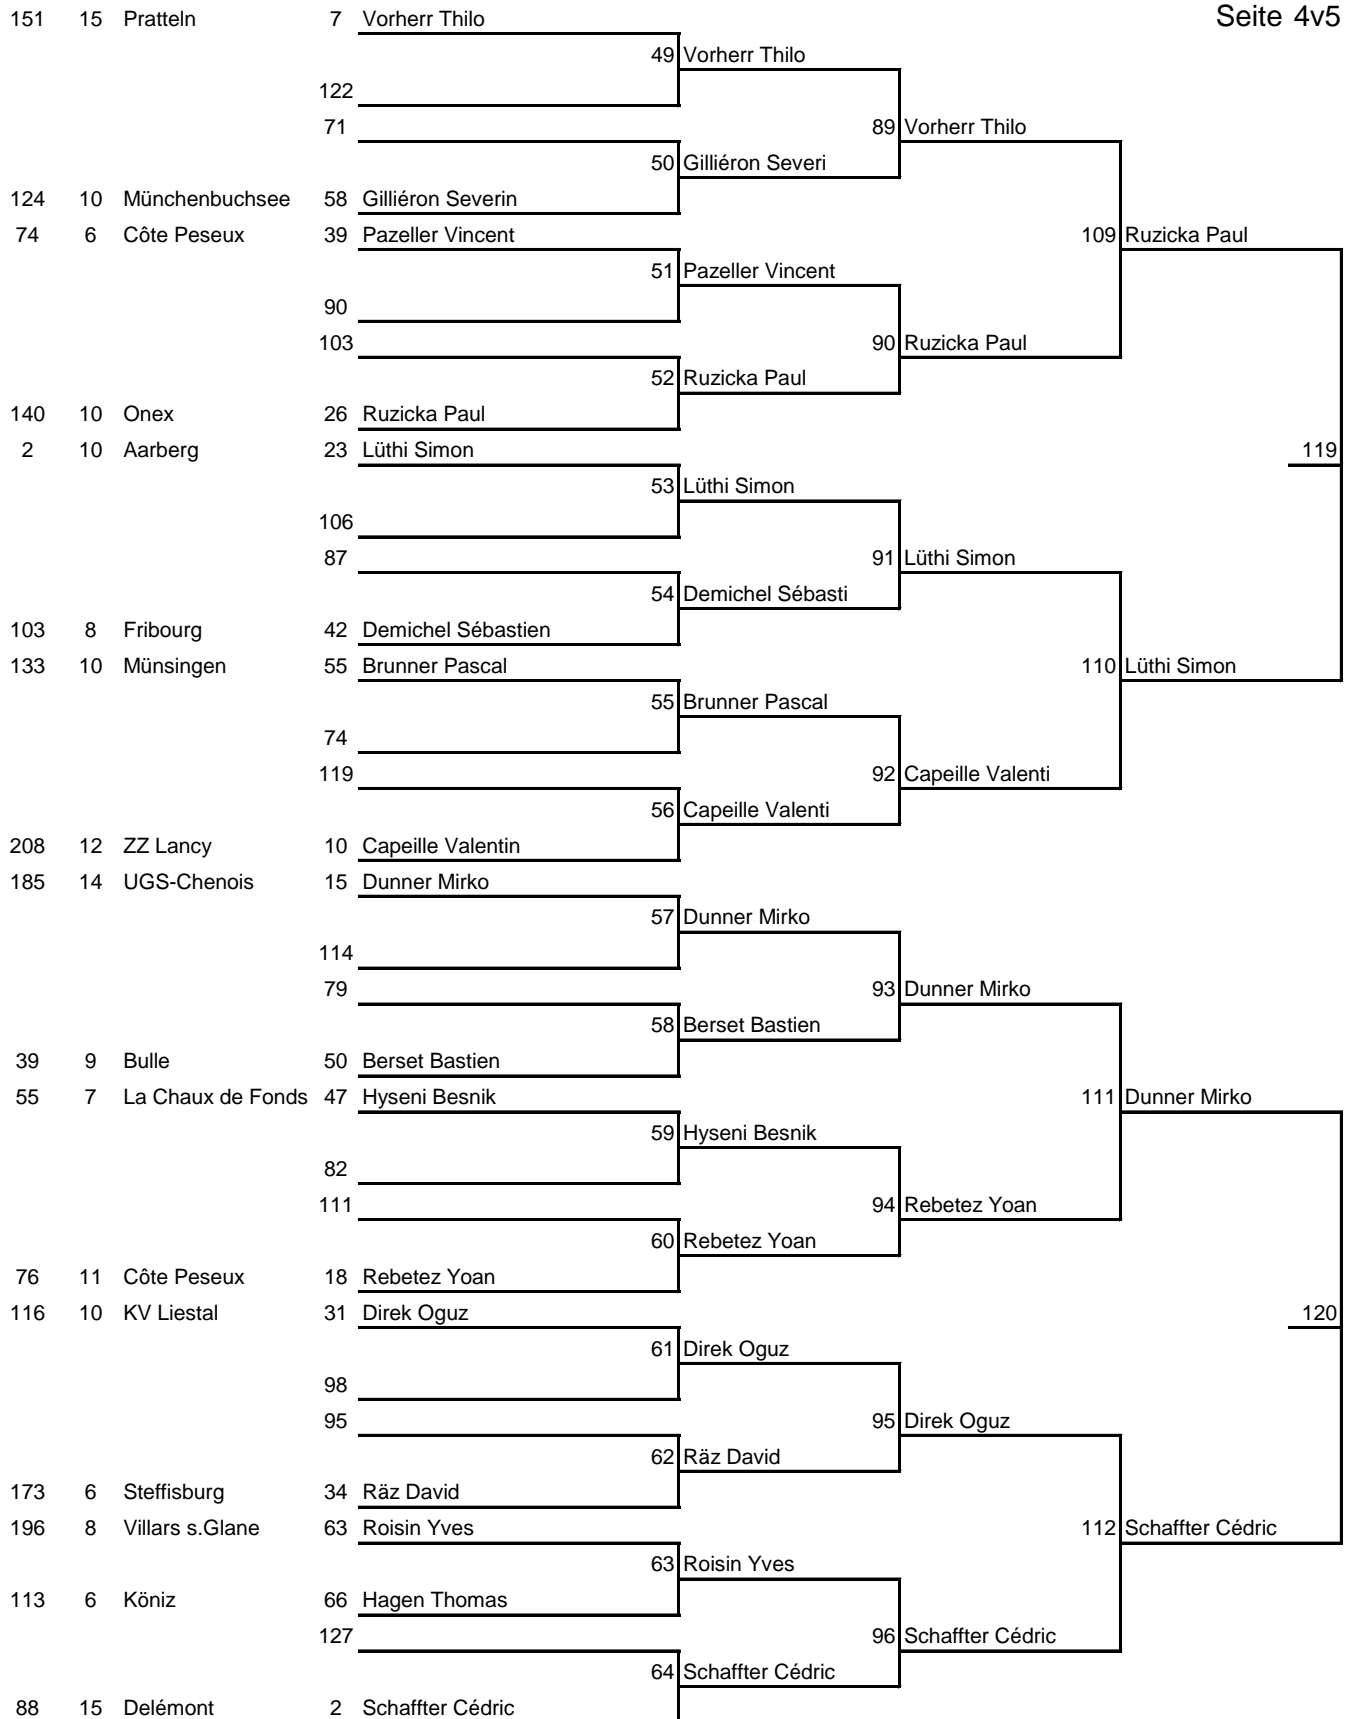 151 15 Pratteln 7 Vorherr Thilo Seite 4v5
49 Vorherr Thilo
122
71 89 Vorherr Thilo
50 Gilliéron Severi
124 10 Münchenbuchsee 58 Gilliéron Severin
74 6 Côte Peseux 39 Pazeller Vincent 109 Ruzicka Paul
51 Pazeller Vincent
90
103 90 Ruzicka Paul
52 Ruzicka Paul
140 10 Onex 26 Ruzicka Paul
2 10 Aarberg 23 Lüthi Simon 119
53 Lüthi Simon
106
87 91 Lüthi Simon
54 Demichel Sébasti
103 8 Fribourg 42 Demichel Sébastien
133 10 Münsingen 55 Brunner Pascal 110 Lüthi Simon
55 Brunner Pascal
74
119 92 Capeille Valenti
56 Capeille Valenti
208 12 ZZ Lancy 10 Capeille Valentin
185 14 UGS-Chenois 15 Dunner Mirko
57 Dunner Mirko
114
79 93 Dunner Mirko
58 Berset Bastien
39 9 Bulle 50 Berset Bastien
55 7 La Chaux de Fonds 47 Hyseni Besnik 111 Dunner Mirko
59 Hyseni Besnik
82
111 94 Rebetez Yoan
60 Rebetez Yoan
76 11 Côte Peseux 18 Rebetez Yoan
116 10 KV Liestal 31 Direk Oguz 120
61 Direk Oguz
98
95 95 Direk Oguz
62 Räz David
173 6 Steffisburg 34 Räz David
196 8 Villars s.Glane 63 Roisin Yves 112 Schaffter Cédric
63 Roisin Yves
113 6 Köniz 66 Hagen Thomas
127 96 Schaffter Cédric
64 Schaffter Cédric
88 15 Delémont 2 Schaffter Cédric